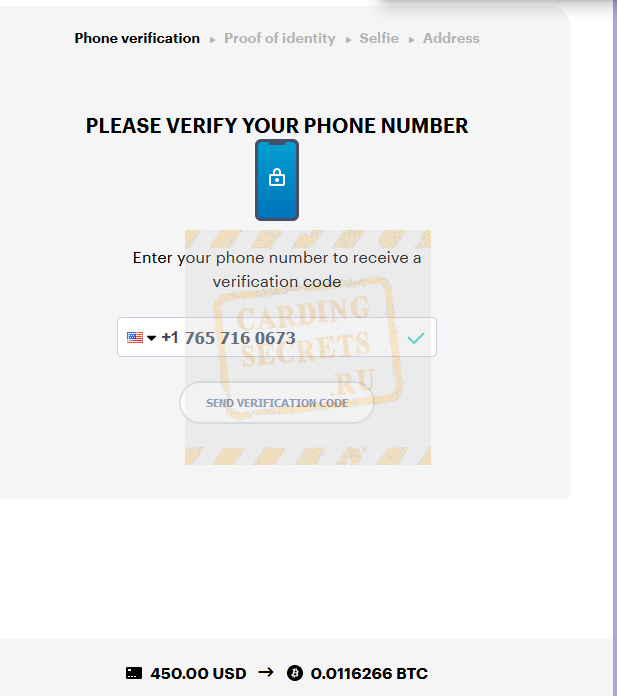 Phone verification ▸ Proof of identity ▸ Selfie ▸ Address
PLEASE VERIFY YOUR PHONE NUMBER
Enter your phone number to receive a
verification code
CARDING
SECRETS
.RU
+1 765 716 0673
SEND VERIFICATION CODE
450.00 USD → 0.0116266 BTC